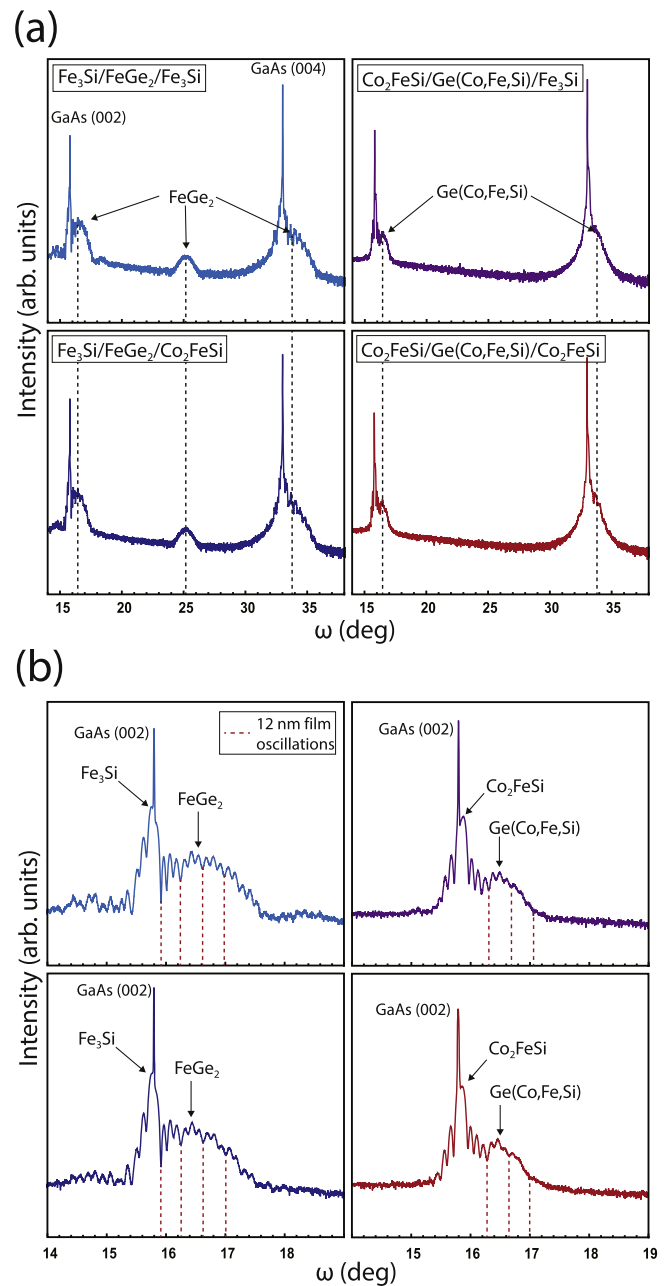 (a)
Fe₃Si/FeGe₂/Fe₃Si
GaAs (004)
GaAs (002)
FeGe₂
Co₂FeSi/Ge(Co,Fe,Si)/Fe₃Si
Ge(Co,Fe,Si)
Fe₃Si/FeGe₂/Co₂FeSi
Co₂FeSi/Ge(Co,Fe,Si)/Co₂FeSi
Intensity (arb. units)
15 20 25 30 35
15 20 25 30 35
ω (deg)
(b)
GaAs (002)
12 nm film
oscillations
Fe₃Si
FeGe₂
GaAs (002)
Co₂FeSi
Ge(Co,Fe,Si)
GaAs (002)
Fe₃Si
FeGe₂
GaAs (002)
Co₂FeSi
Ge(Co,Fe,Si)
Intensity (arb. units)
14 15 16 17 18
15 16 17 18 19
ω (deg)